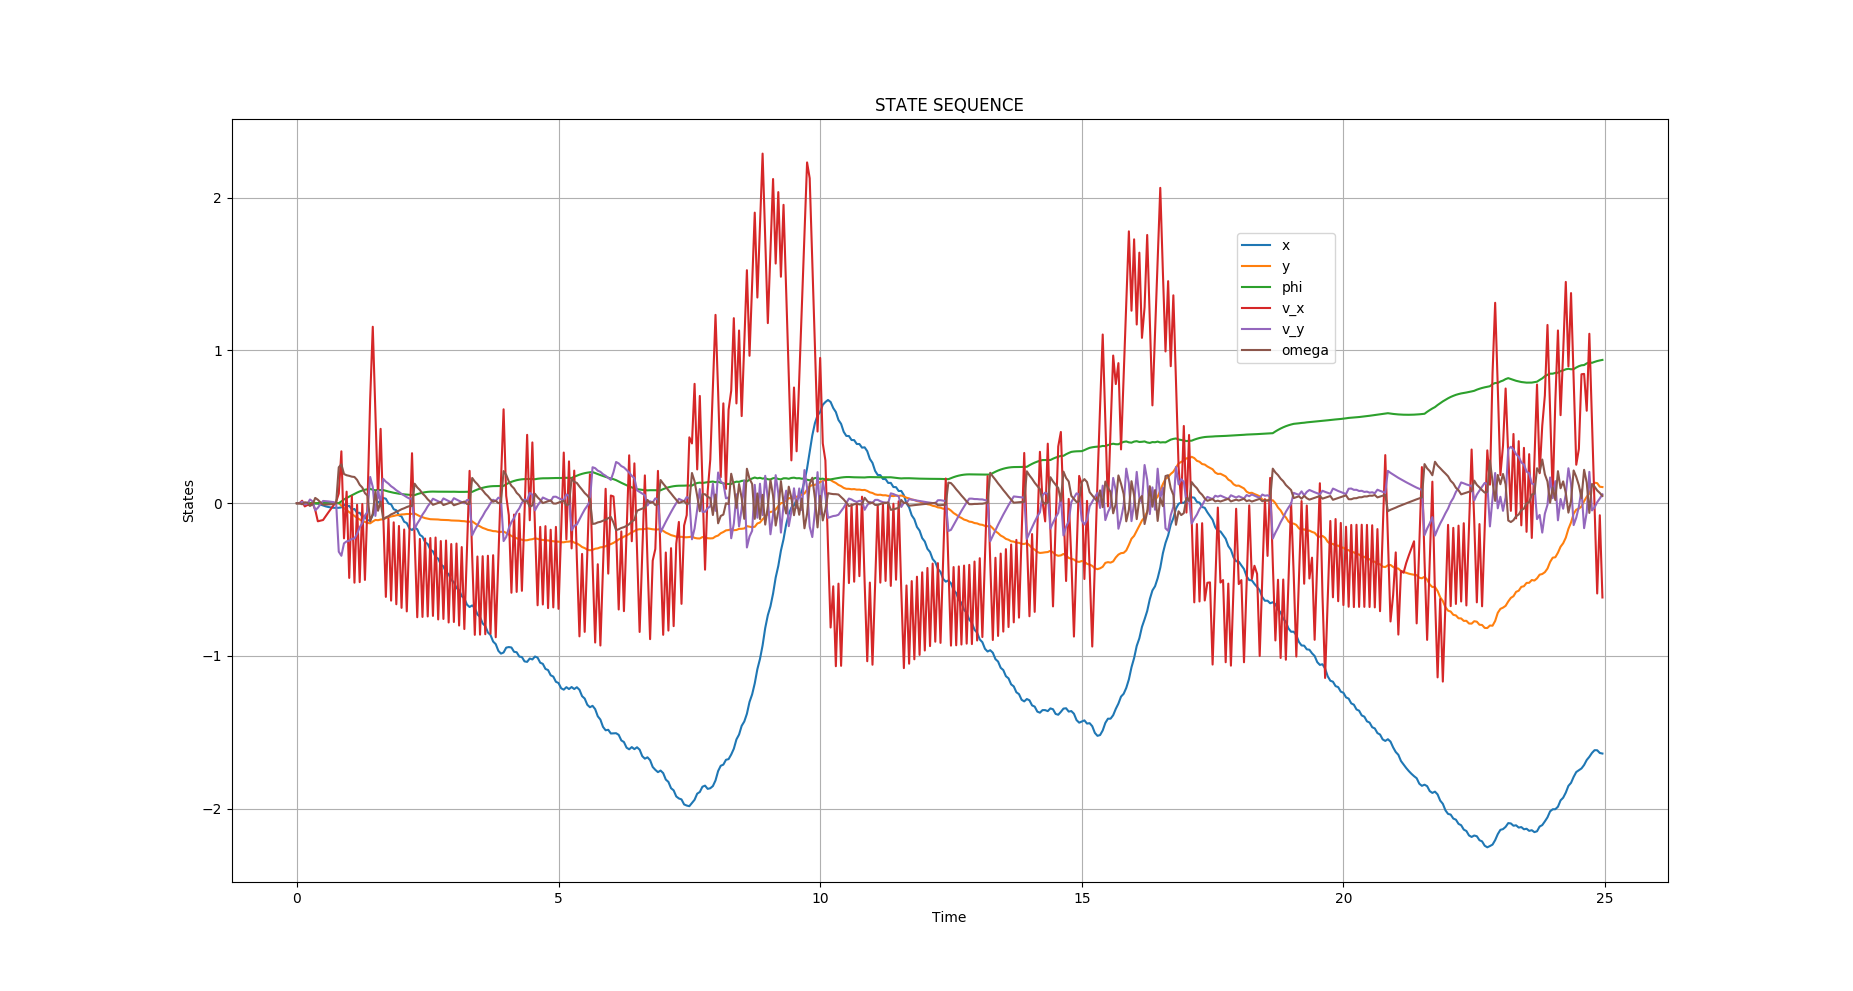 STATE SEQUENCE
States
2
1
0
−1
−2
x
y
phi
v_x
v_y
omega
0 5 10 15 20 25
Time